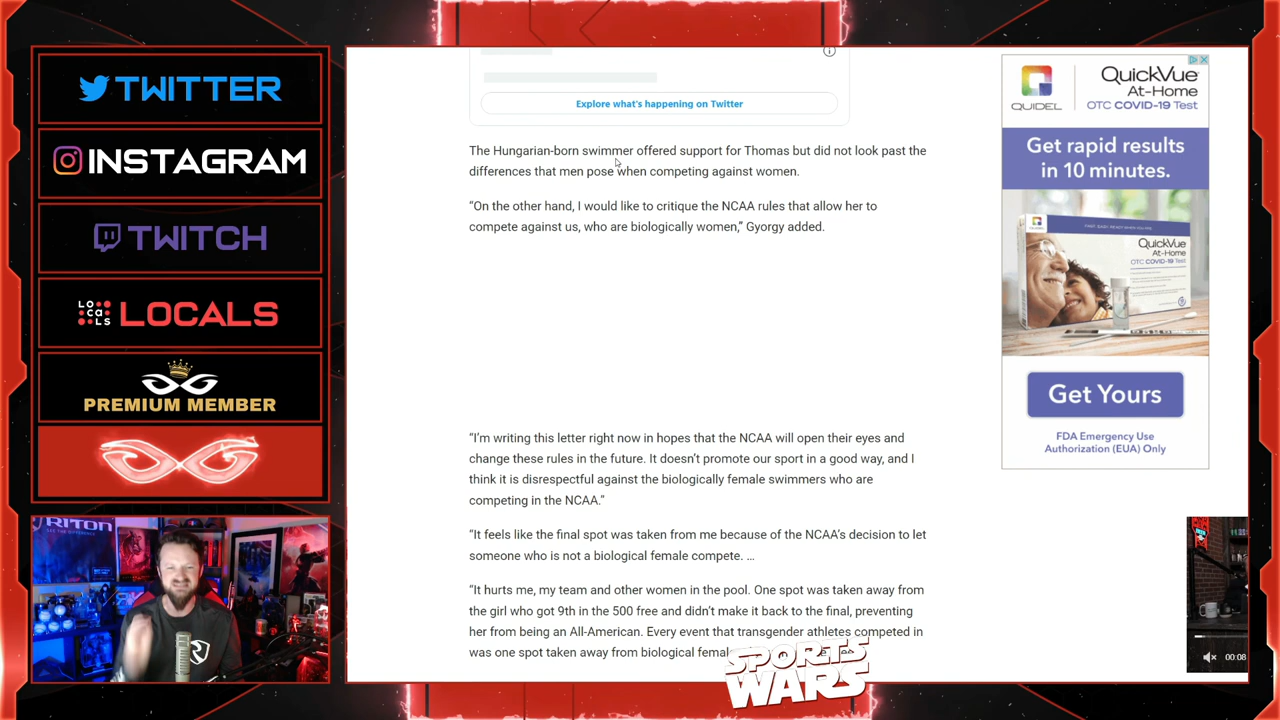 TWITTER
INSTAGRAM
TWITCH
LOCALS
LOCALS
PREMIUM MEMBER
RITON
Explore what's happening on Twitter
The Hungarian-born swimmer offered support for Thomas but did not look past the
differences that men pose when competing against women.
“On the other hand, I would like to critique the NCAA rules that allow her to
compete against us, who are biologically women,” Gyorgy added.
“I’m writing this letter right now in hopes that the NCAA will open their eyes and
change these rules in the future. It doesn’t promote our sport in a good way, and I
think it is disrespectful against the biologically female swimmers who are
competing in the NCAA.”
“It feels like the final spot was taken from me because of the NCAA’s decision to let
someone who is not a biological female compete. …
“It hurts me, my team and other women in the pool. One spot was taken away from
the girl who got 9th in the 500 free and didn’t make it back to the final, preventing
her from being an All-American. Every event that transgender athletes competed in
was one spot taken away from biological
SPORTS
WARS
QUIDEL
QuickVue
At-Home
OTC COVID-19 Test
Get rapid results
in 10 minutes.
QuickVue
At-Home
OTC COVID-19 Test
Get Yours
FDA Emergency Use
Authorization (EUA) Only
00:08